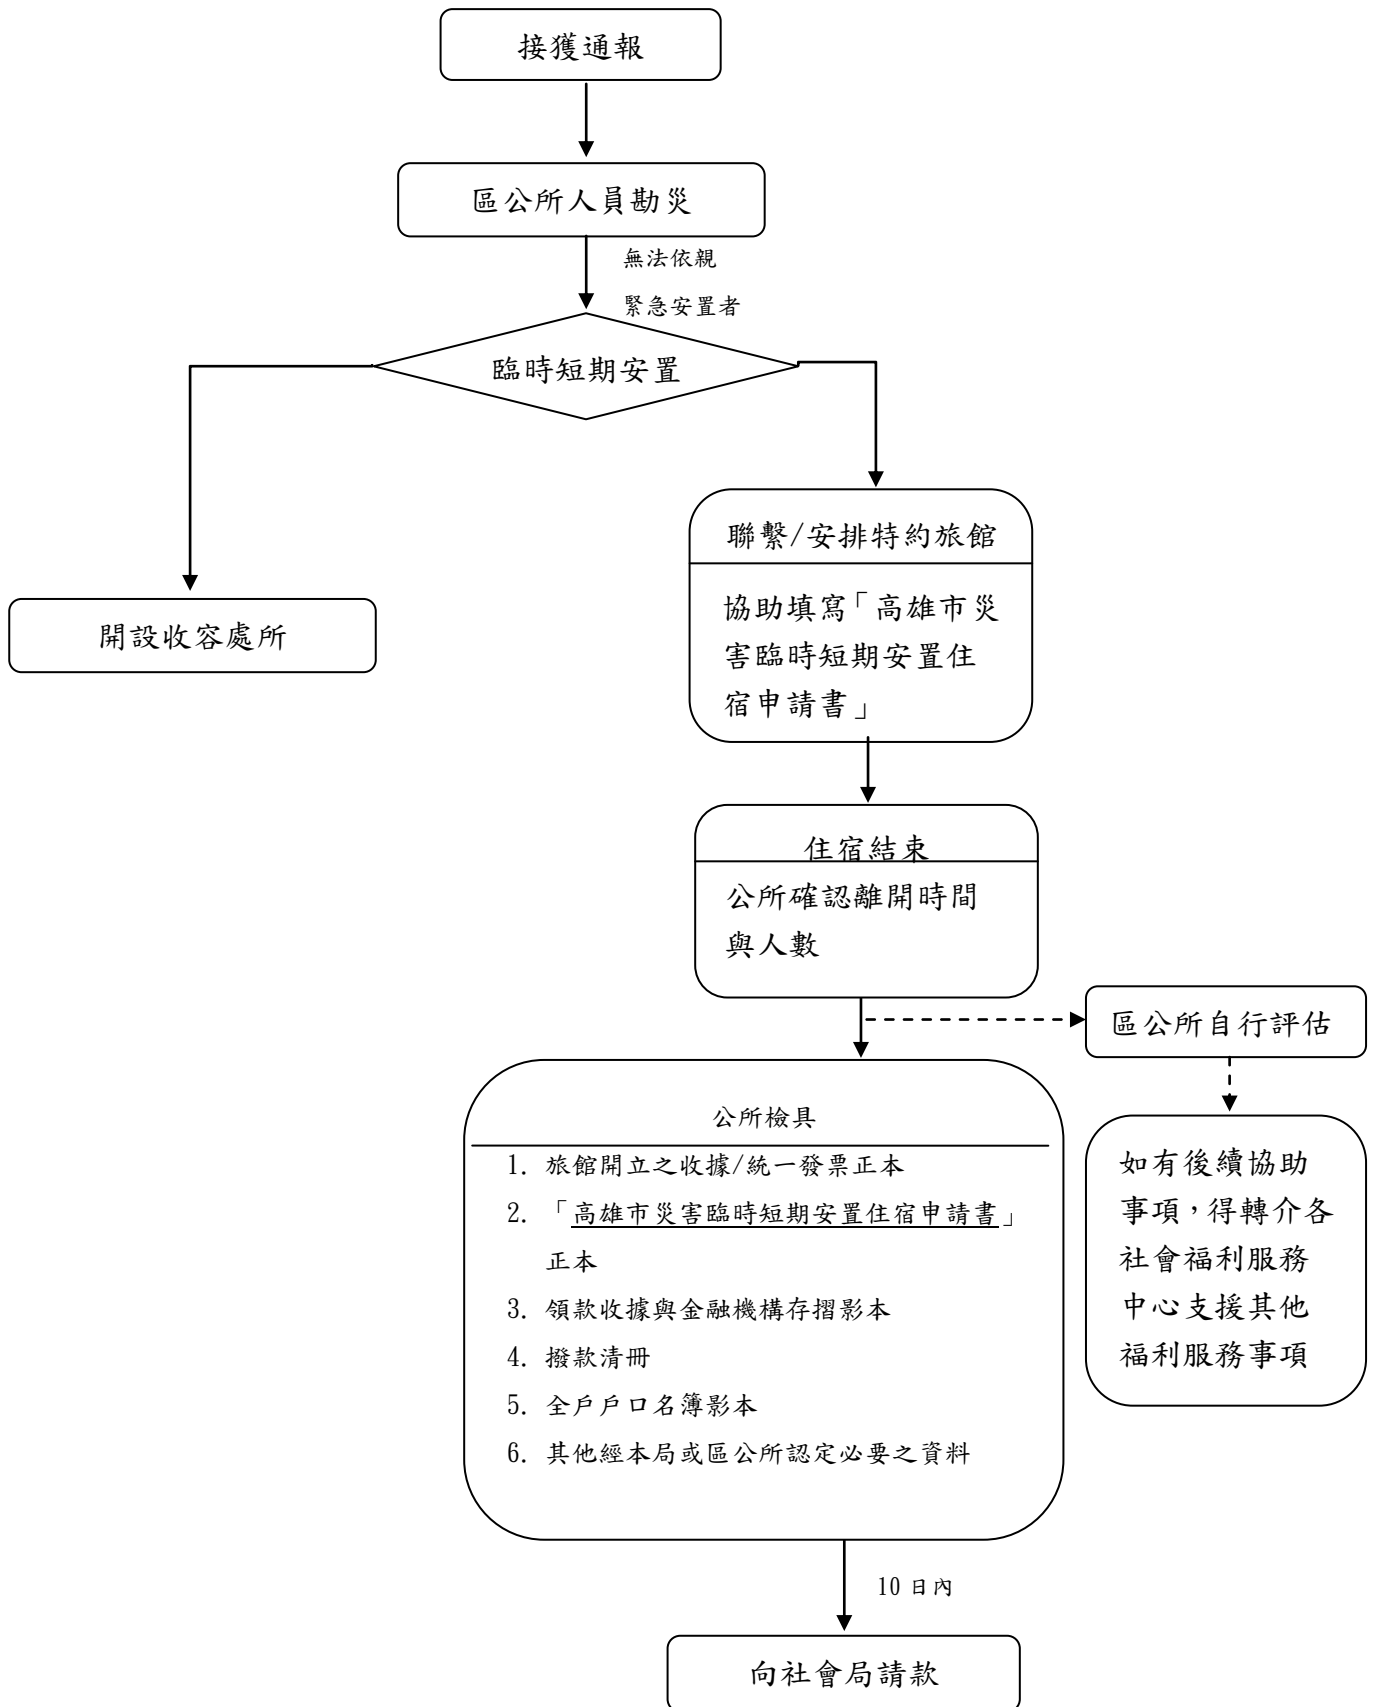 接獲通報
區公所人員勘災
無法依親
緊急安置者
臨時短期安置
聯繫/安排特約旅館
協助填寫「高雄市災
害臨時短期安置住
宿申請書」
開設收容處所
住宿結束
公所確認離開時間
與人數
區公所自行評估
如有後續協助
事項，得轉介各
社會福利服務
中心支援其他
福利服務事項
公所檢具
1. 旅館開立之收據/統一發票正本
2. 「高雄市災害臨時短期安置住宿申請書」
正本
3. 領款收據與金融機構存摺影本
4. 撥款清冊
5. 全戶戶口名簿影本
6. 其他經本局或區公所認定必要之資料
10 日內
向社會局請款